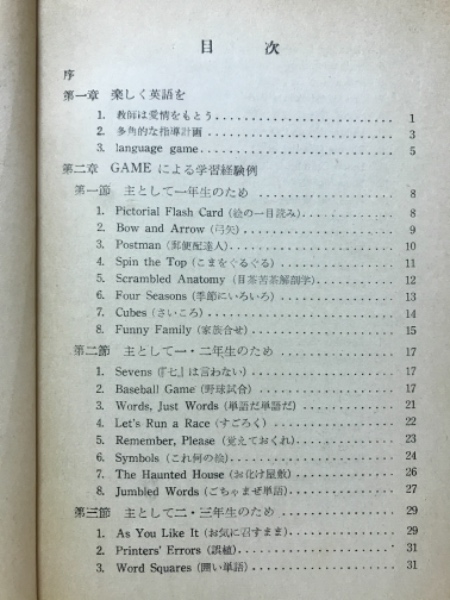 目次
序
第一章 楽しく英語を
1. 教師は愛情をもとう........................ 1
2. 多角的な指導計画........................ 3
3. language game........................ 5
第二章 GAME による学習経験例
第一節 主として一年生のため ........................ 8
1. Pictorial Flash Card (絵の一目読み)........................ 8
2. Bow and Arrow (弓矢)........................ 9
3. Postman (郵便配達人)........................ 10
4. Spin the Top (こまをぐるぐる)........................ 11
5. Scrambled Anatomy (目茶苦茶解剖学)........................ 12
6. Four Seasons (季節にいろいろ)........................ 13
7. Cubes (さいころ)........................ 14
8. Funny Family (家族合せ)........................ 15
第二節 主として一・二年生のため ........................ 17
1. Sevens (『七』は言わない)........................ 17
2. Baseball Game (野球試合)........................ 17
3. Words, Just Words (単語だ単語だ)........................ 21
4. Let's Run a Race (すごろく)........................ 22
5. Remember, Please (覚えておくれ)........................ 23
6. Symbols (これ何の絵)........................ 24
7. The Haunted House (お化け屋敷)........................ 26
8. Jumbled Words (ごちゃまぜ単語)........................ 27
第三節 主として二・三年生のため ........................ 29
1. As You Like It (お気に召すまま)........................ 29
2. Printers' Errors (誤植)........................ 31
3. Word Squares (囲い単語)........................ 31